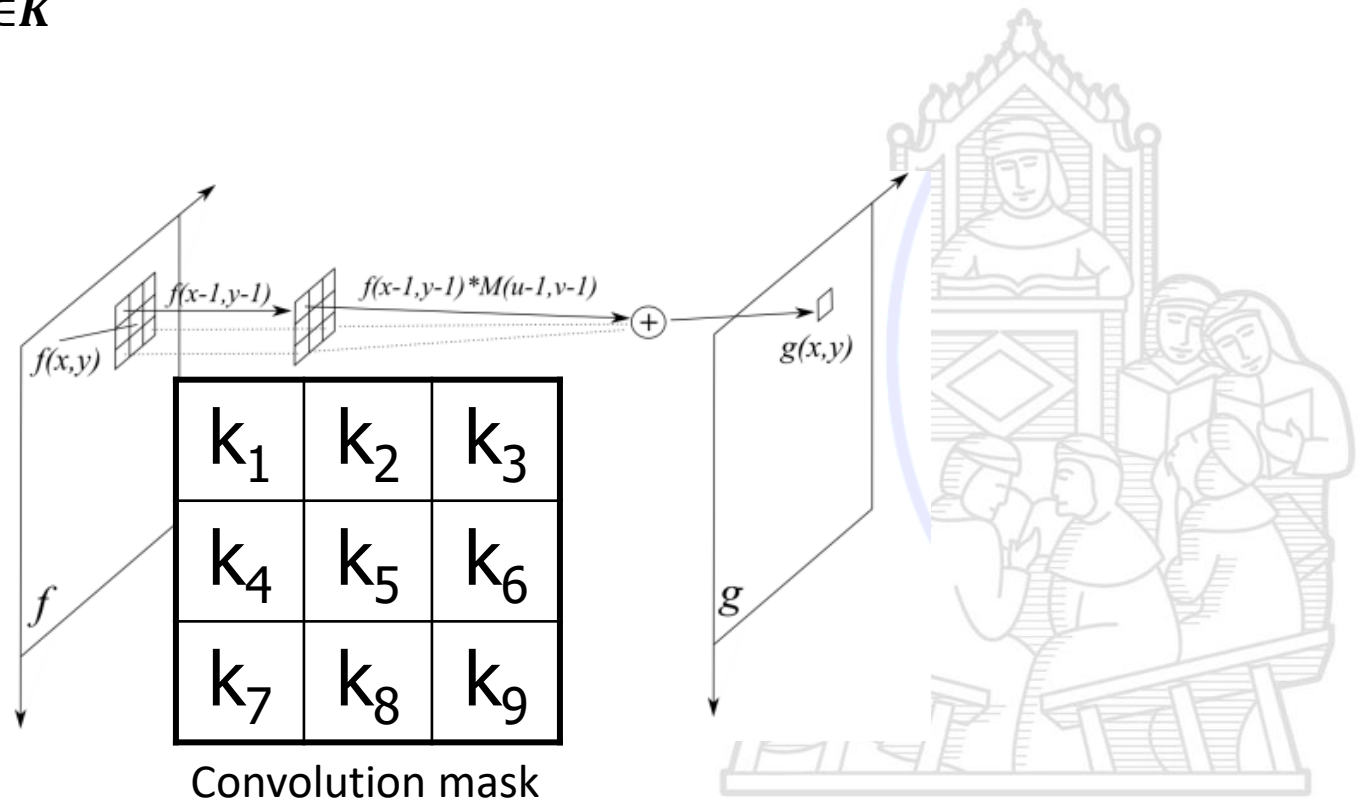 ∈K
f(x-1,y-1)
f(x-1,y-1)*M(u-1,v-1)
+
f(x,y)
g(x,y)
k₁ k₂ k₃
k₄ k₅ k₆
k₇ k₈ k₉
f
g
Convolution mask